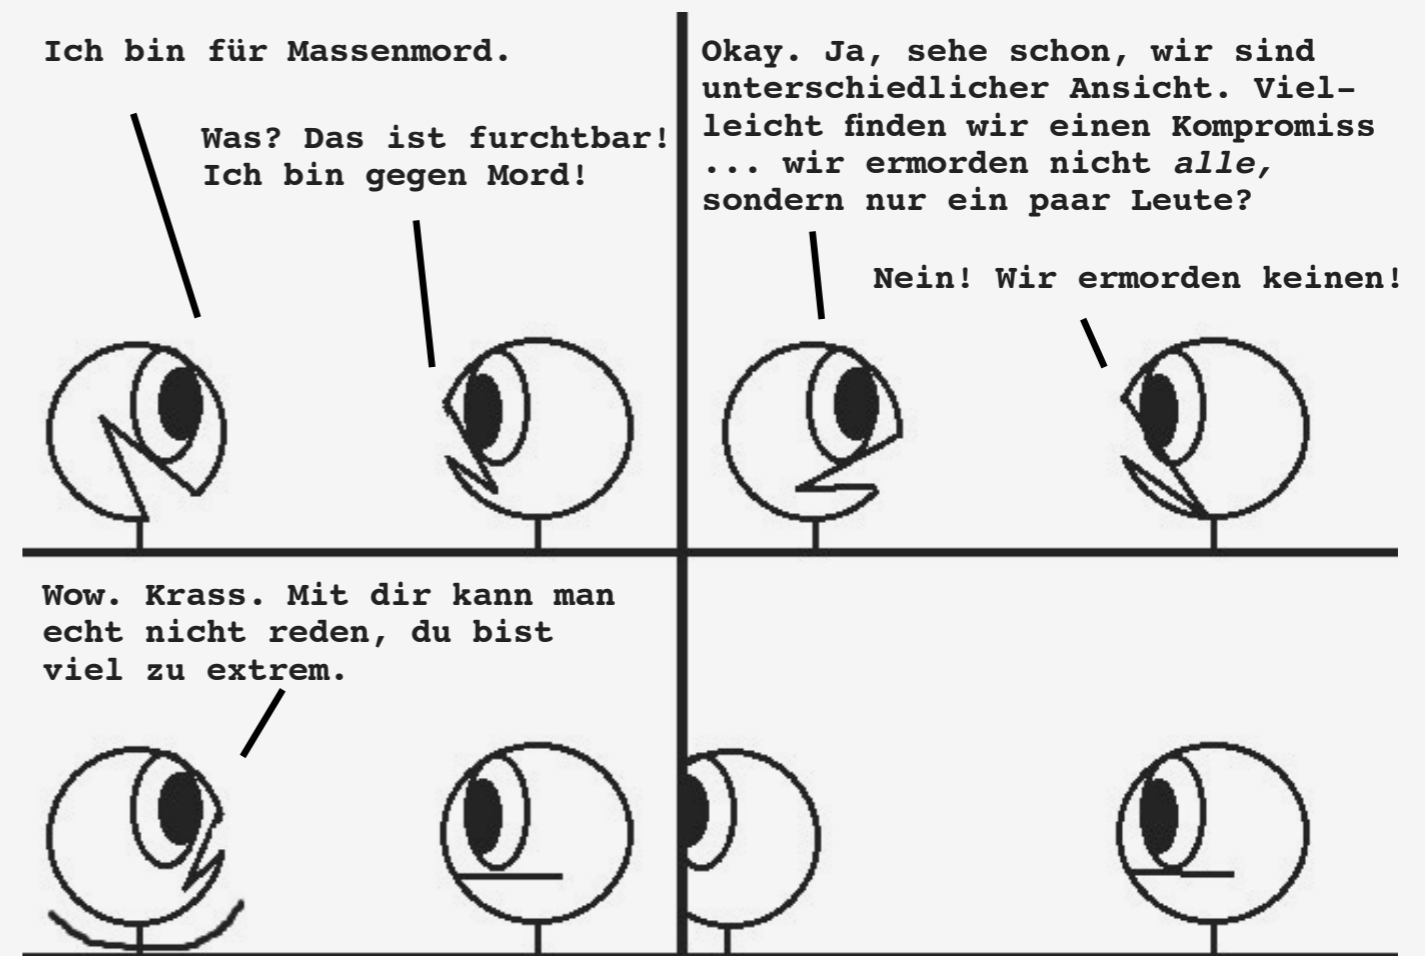 Ich bin für Massenmord.
Was? Das ist furchtbar!
Ich bin gegen Mord!
Okay. Ja, sehe schon, wir sind
unterschiedlicher Ansicht. Viel-
leicht finden wir einen Kompromiss
... wir ermorden nicht alle,
sondern nur ein paar Leute?
Nein! Wir ermorden keinen!
Wow. Krass. Mit dir kann man
echt nicht reden, du bist
viel zu extrem.